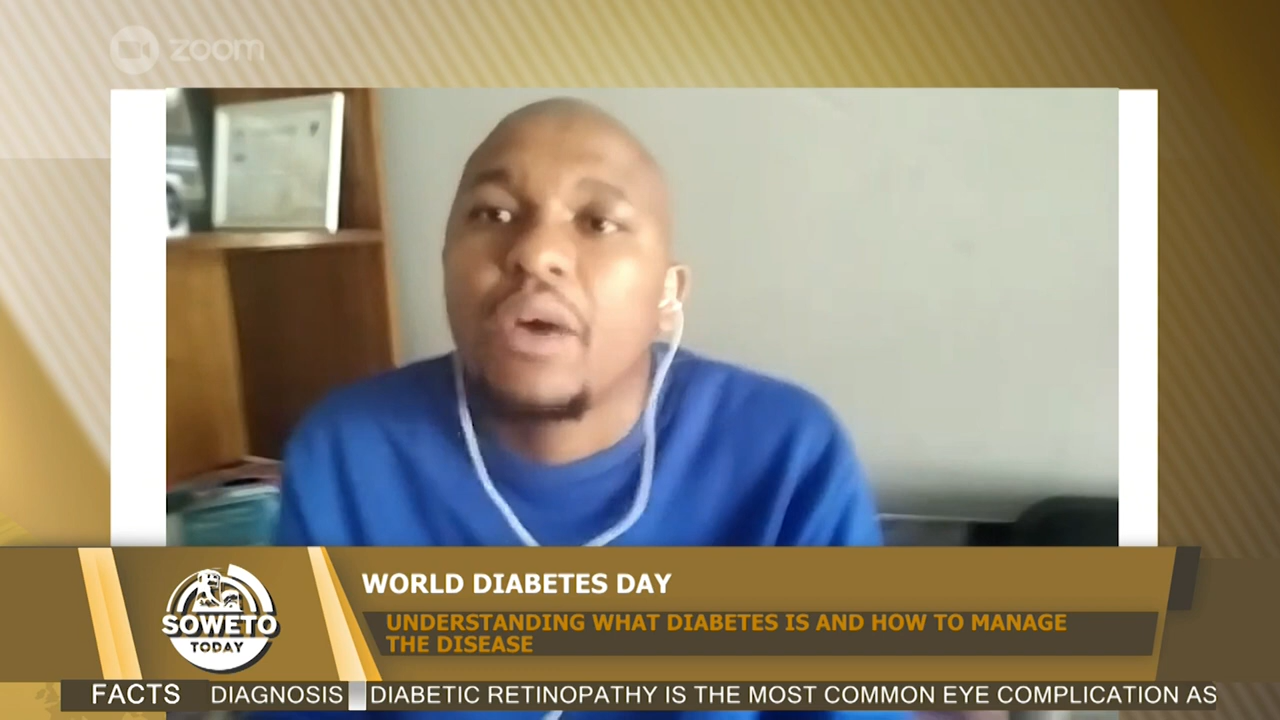 zoom
WORLD DIABETES DAY
UNDERSTANDING WHAT DIABETES IS AND HOW TO MANAGE
THE DISEASE
SOWETO
TODAY
FACTS
DIAGNOSIS
DIABETIC RETINOPATHY IS THE MOST COMMON EYE COMPLICATION AS